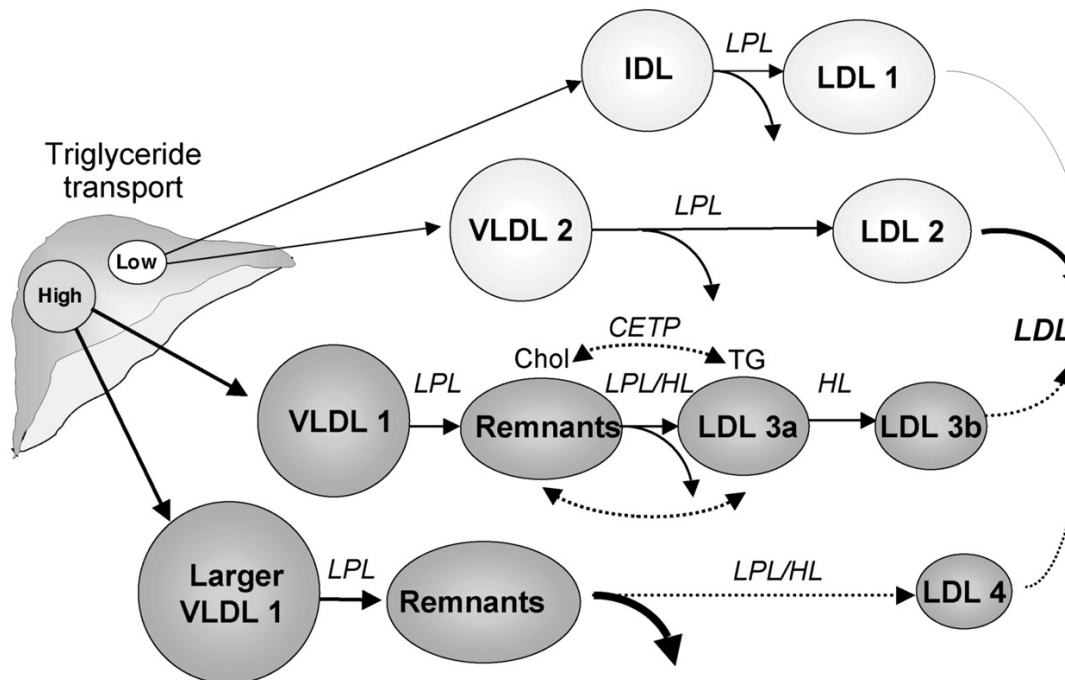 LPL
IDL
LDL 1
Triglyceride
transport
VLDL 2
LPL
LDL 2
Low
High
LDL
CETP
Chol
TG
VLDL 1
LPL
Remnants
LPL/HL
LDL 3a
HL
LDL 3b
Larger
VLDL 1
LPL
Remnants
LPL/HL
LDL 4